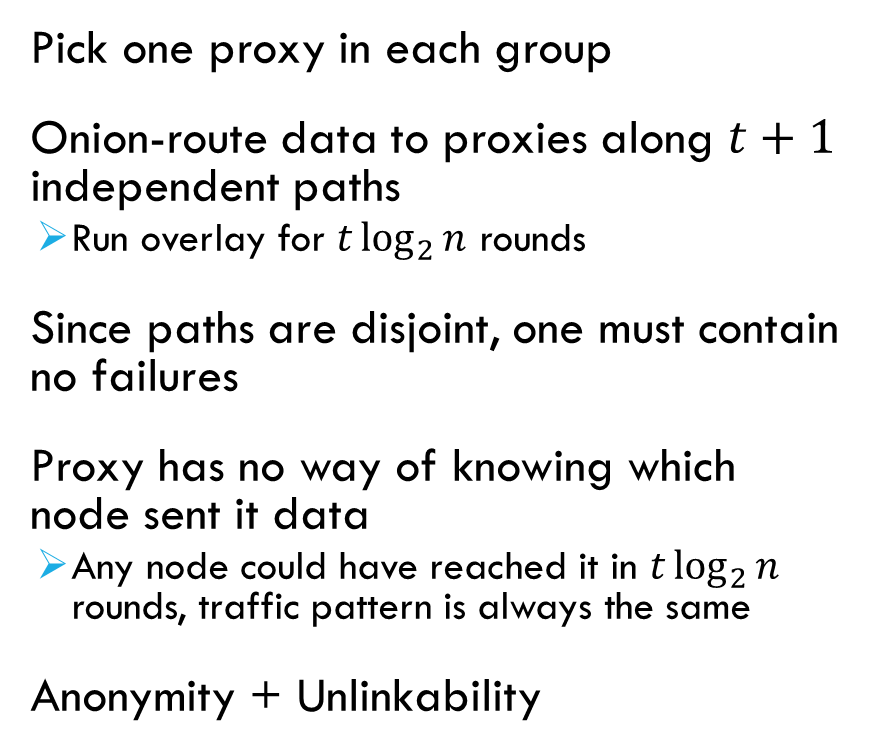 Pick one proxy in each group
Onion-route data to proxies along t + 1
independent paths
➢Run overlay for t log₂ n rounds
Since paths are disjoint, one must contain
no failures
Proxy has no way of knowing which
node sent it data
➢Any node could have reached it in t log₂ n
rounds, traffic pattern is always the same
Anonymity + Unlinkability